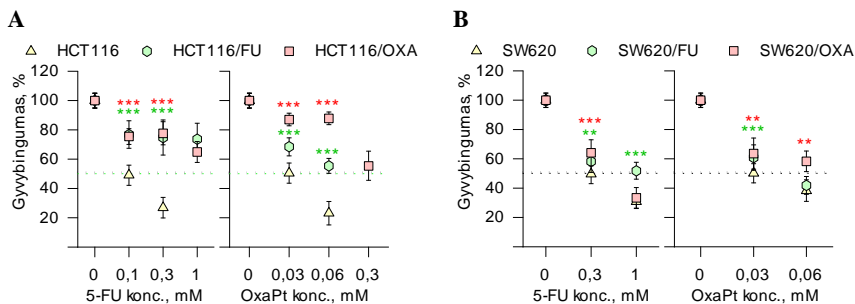 A
HCT116 HCT116/FU HCT116/OXA
Gyvybingumas, %
120
100
80
60
40
20
*** ***
*** ***
0 0,1 0,3 1
5-FU konc., mM
*** ***
***
***
0 0,03 0,06 0,3
OxaPt konc., mM
B
SW620 SW620/FU SW620/OXA
Gyvybingumas, %
120
100
80
60
40
20
***
** ***
0 0,3 1
5-FU konc., mM
**
***
**
0 0,03 0,06
OxaPt konc., mM